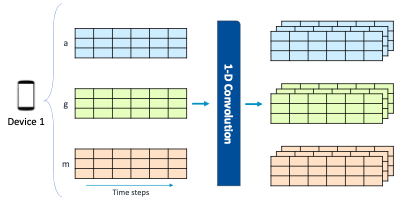 a
g
Device 1
m
Time steps
1-D Convolution